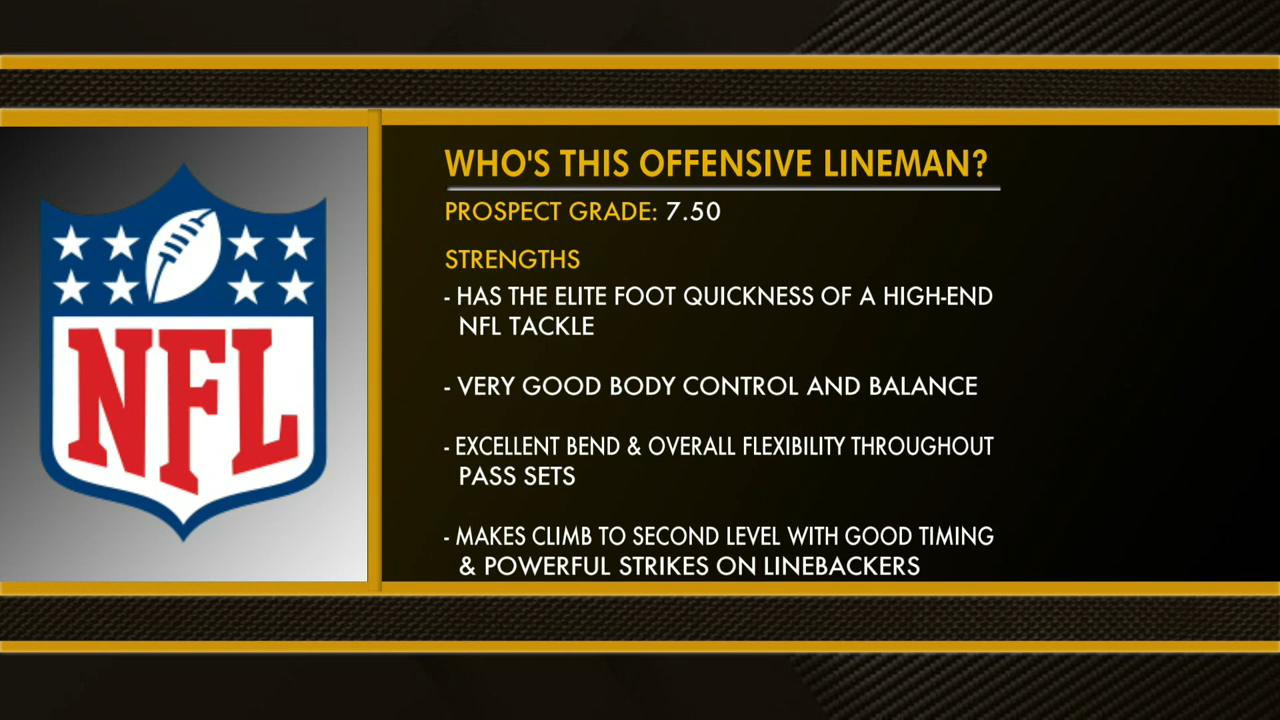 NFL
WHO'S THIS OFFENSIVE LINEMAN?
PROSPECT GRADE: 7.50
STRENGTHS
- HAS THE ELITE FOOT QUICKNESS OF A HIGH-END
NFL TACKLE
- VERY GOOD BODY CONTROL AND BALANCE
- EXCELLENT BEND & OVERALL FLEXIBILITY THROUGHOUT
PASS SETS
- MAKES CLIMB TO SECOND LEVEL WITH GOOD TIMING
& POWERFUL STRIKES ON LINEBACKERS